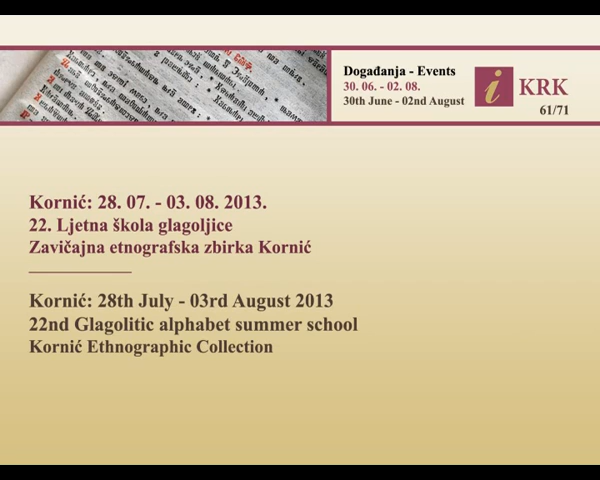 Događanja - Events
30. 06. - 02. 08.
30th June - 02nd August
i KRK
61/71
Kornić: 28. 07. - 03. 08. 2013.
22. Ljetna škola glagoljice
Zavičajna etnografska zbirka Kornić
Kornić: 28th July - 03rd August 2013
22nd Glagolitic alphabet summer school
Kornić Ethnographic Collection